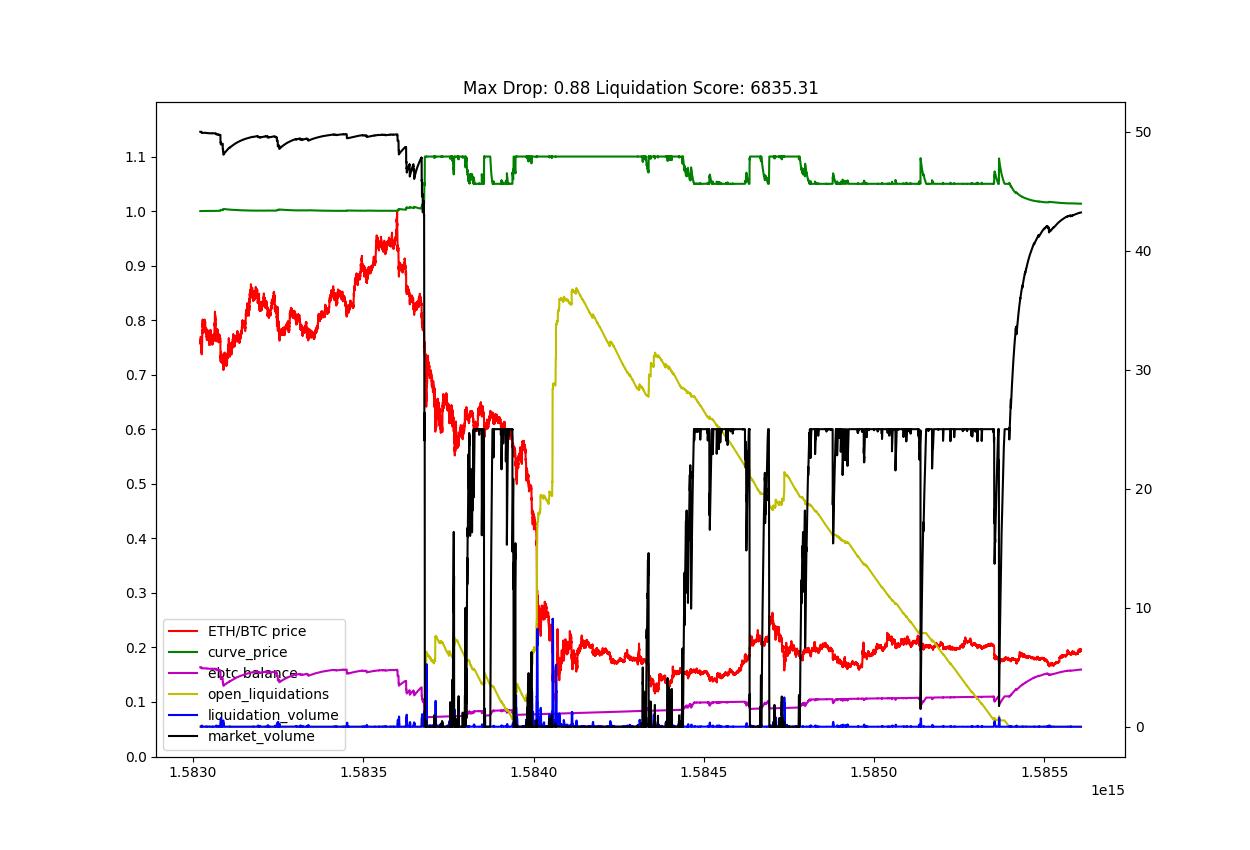 Max Drop: 0.88 Liquidation Score: 6835.31
1.1
1.0
0.9
0.8
0.7
0.6
0.5
0.4
0.3
0.2
0.1
0.0
50
40
30
20
10
0
ETH/BTC price
curve_price
ebtc_balance
open_liquidations
liquidation_volume
market_volume
1.5830 1.5835 1.5840 1.5845 1.5850 1.5855
1e15